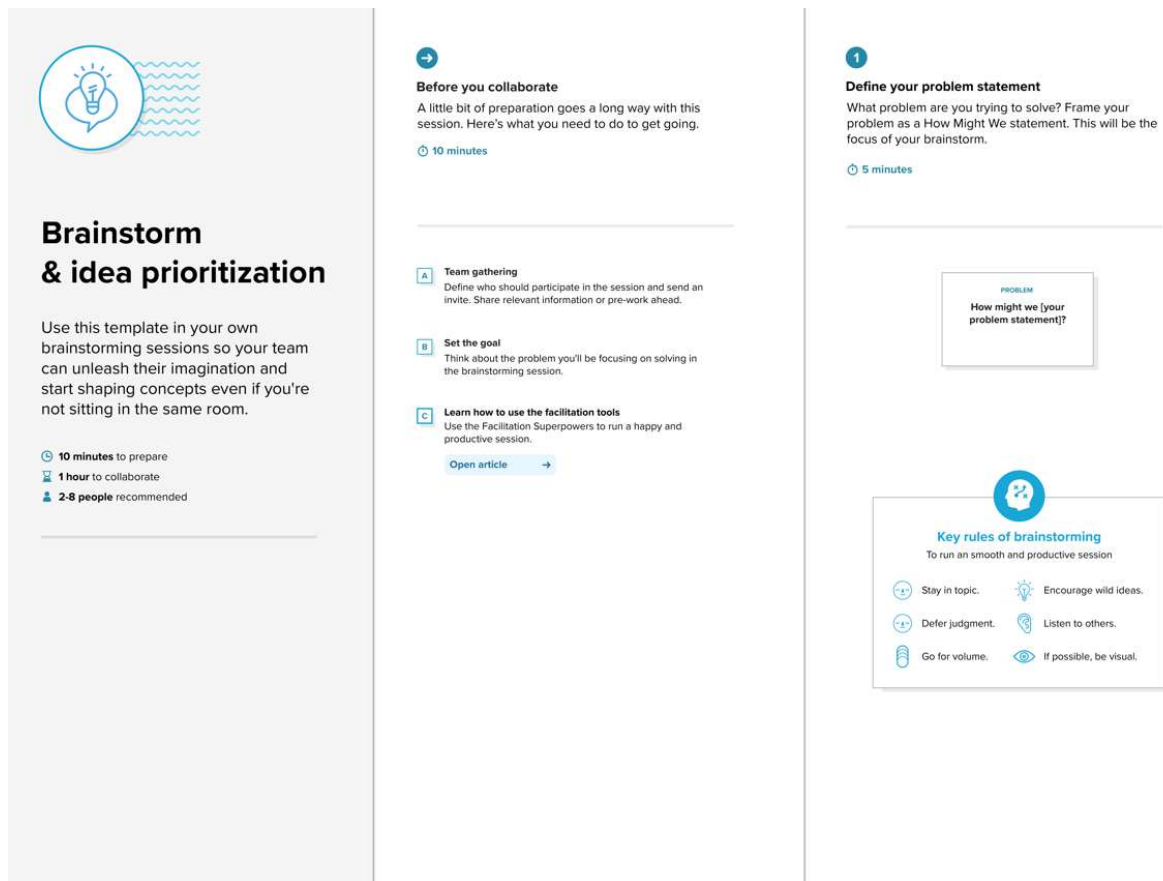 Brainstorm
& idea prioritization
Use this template in your own
brainstorming sessions so your team
can unleash their imagination and
start shaping concepts even if you're
not sitting in the same room.
10 minutes to prepare
1 hour to collaborate
2-8 people recommended
Before you collaborate
A little bit of preparation goes a long way with this
session. Here's what you need to do to get going.
10 minutes
A
Team gathering
Define who should participate in the session and send an
invite. Share relevant information or pre-work ahead.
B
Set the goal
Think about the problem you'll be focusing on solving in
the brainstorming session.
C
Learn how to use the facilitation tools
Use the Facilitation Superpowers to run a happy and
productive session.
Open article
1
Define your problem statement
What problem are you trying to solve? Frame your
problem as a How Might We statement. This will be the
focus of your brainstorm.
5 minutes
PROBLEM
How might we [your
problem statement]?
Key rules of brainstorming
To run an smooth and productive session
Stay in topic.
Encourage wild ideas.
Defer judgment.
Listen to others.
Go for volume.
If possible, be visual.